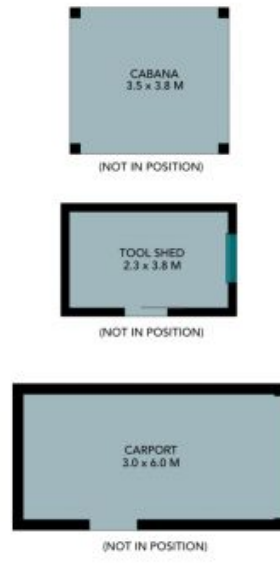 CABANA
3.5 x 3.8 M
(NOT IN POSITION)
TOOL SHED
2.3 x 3.8 M
(NOT IN POSITION)
CARPORT
3.0 x 6.0 M
(NOT IN POSITION)